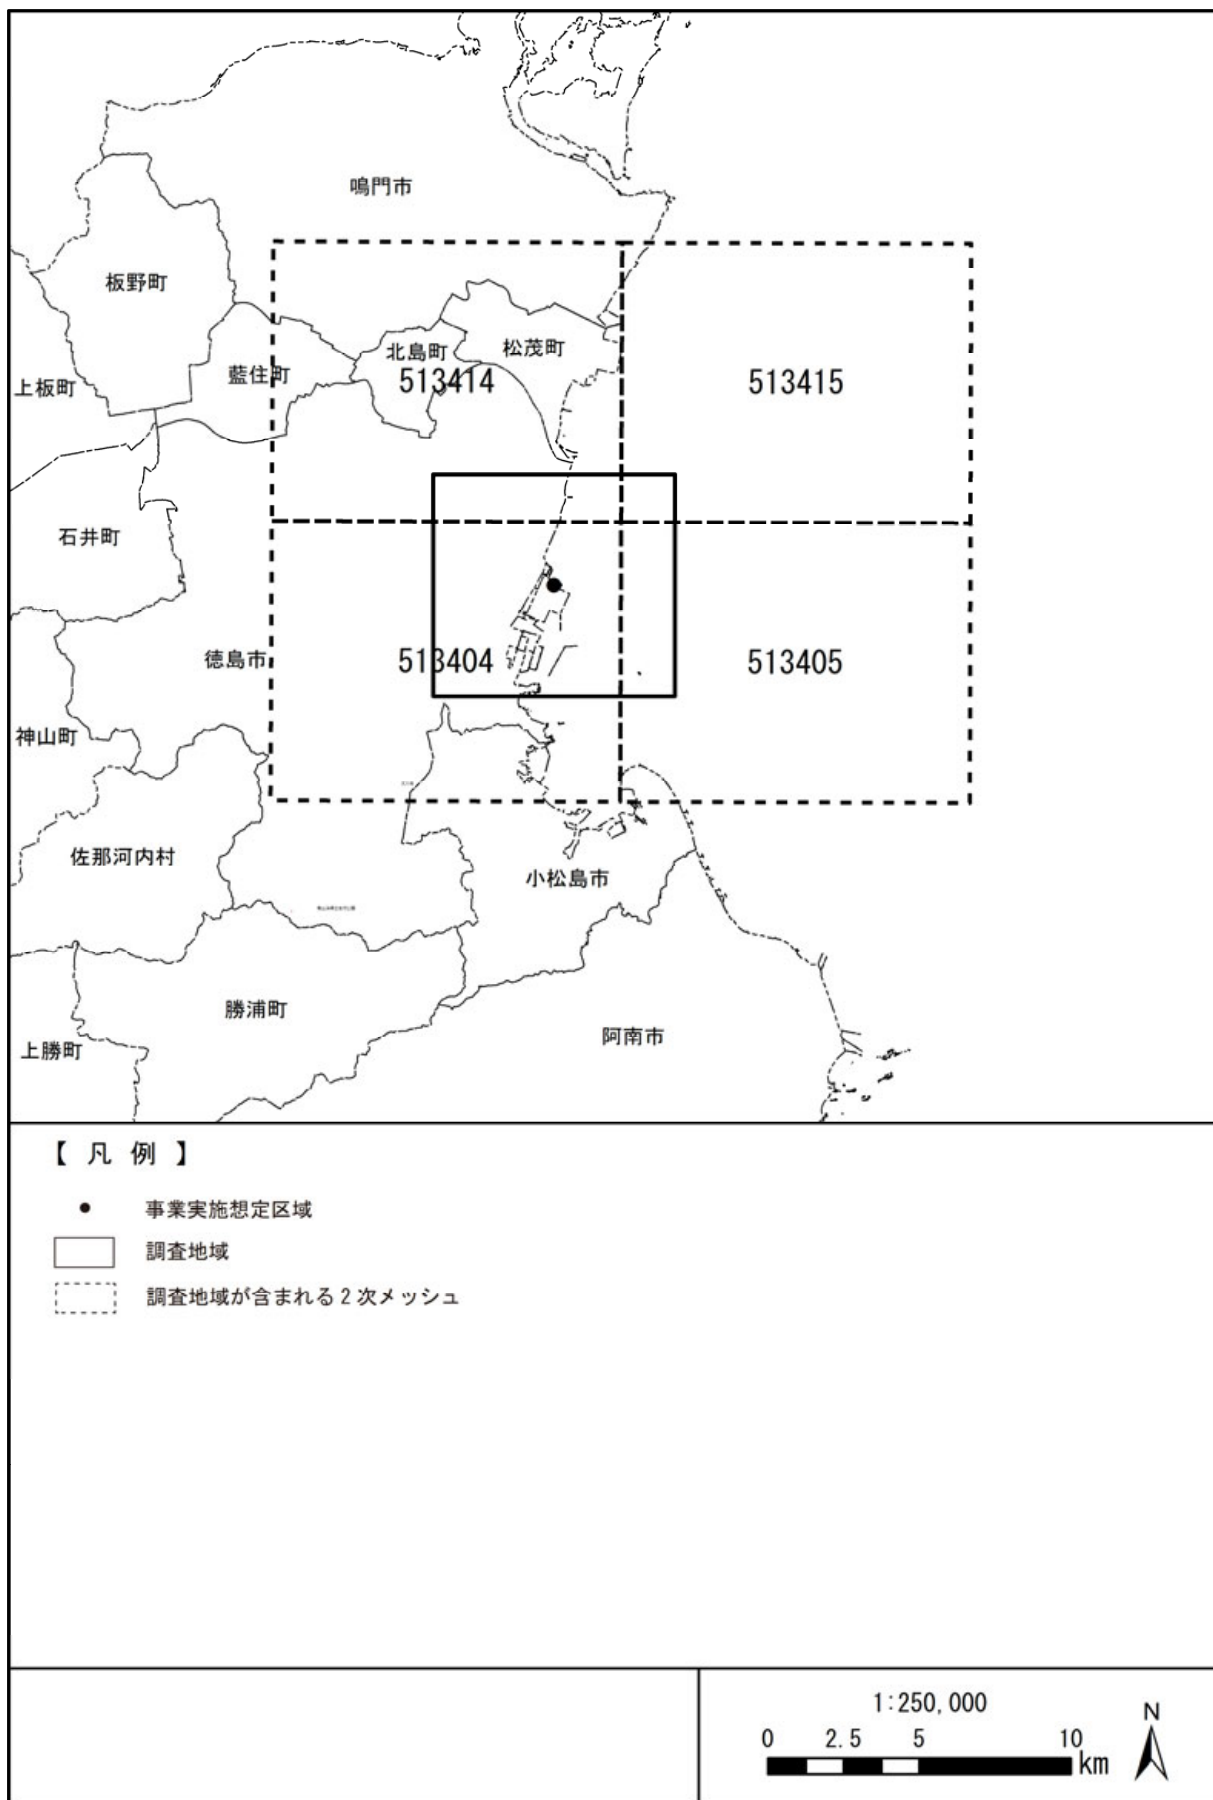 鳴門市
板野町
北島町
松茂町
藍住町
上板町
513414
513415
石井町
徳島市
513404
513405
神山町
佐那河内村
小松島市
勝浦町
阿南市
上勝町
【 凡 例 】
事業実施想定区域
調査地域
調査地域が含まれる2次メッシュ
1:250,000
N
0 2.5 5 10
km